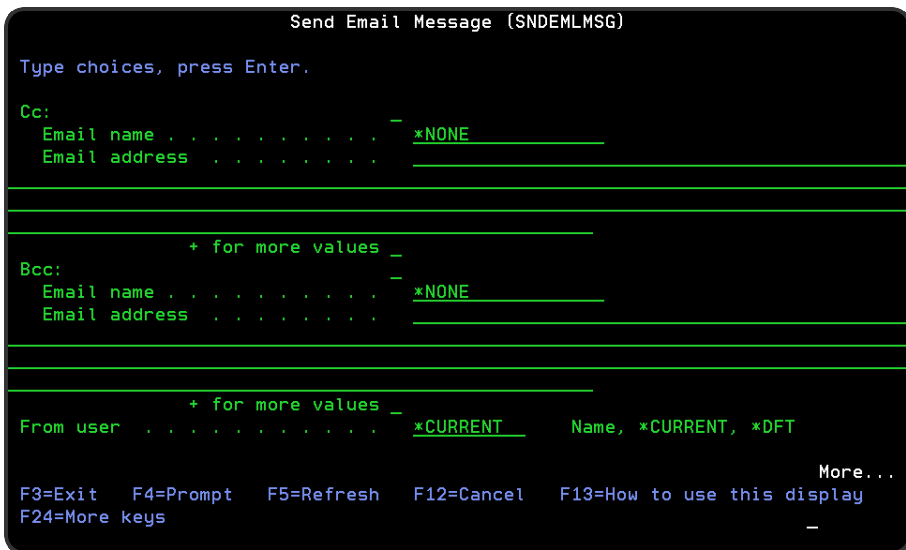 Send Email Message (SNDEMLMSG)
Type choices, press Enter.
Cc: _
Email name . . . . . . . . . . *NONE
Email address . . . . . . . .
+ for more values _
Bcc: _
Email name . . . . . . . . . . *NONE
Email address . . . . . . . .
+ for more values _
From user . . . . . . . . . . . *CURRENT Name, *CURRENT, *DFT
More...
F3=Exit F4=Prompt F5=Refresh F12=Cancel F13=How to use this display
F24=More keys